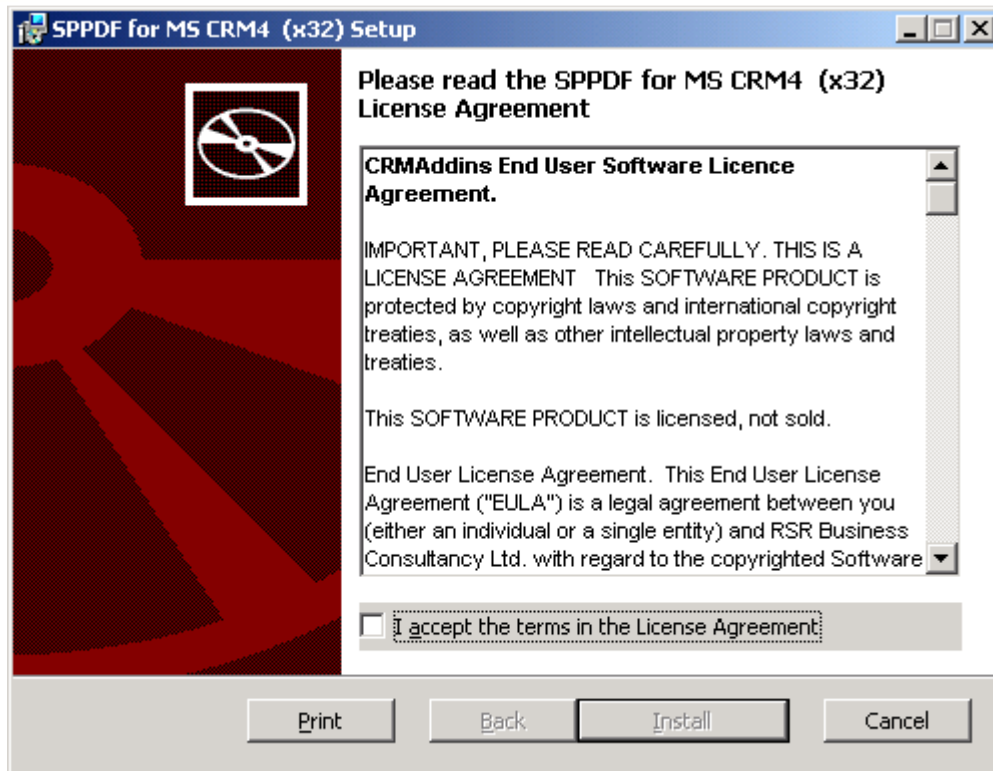 SPPDF for MS CRM4  (x32) Setup
Please read the SPPDF for MS CRM4  (x32)
License Agreement
CRMAddins End User Software Licence
Agreement.
IMPORTANT, PLEASE READ CAREFULLY. THIS IS A
LICENSE AGREEMENT   This SOFTWARE PRODUCT is
protected by copyright laws and international copyright
treaties, as well as other intellectual property laws and
treaties.
This SOFTWARE PRODUCT is licensed, not sold.
End User License Agreement.  This End User License
Agreement ("EULA") is a legal agreement between you
(either an individual or a single entity) and RSR Business
Consultancy Ltd. with regard to the copyrighted Software
I accept the terms in the License Agreement
Print Back Install Cancel